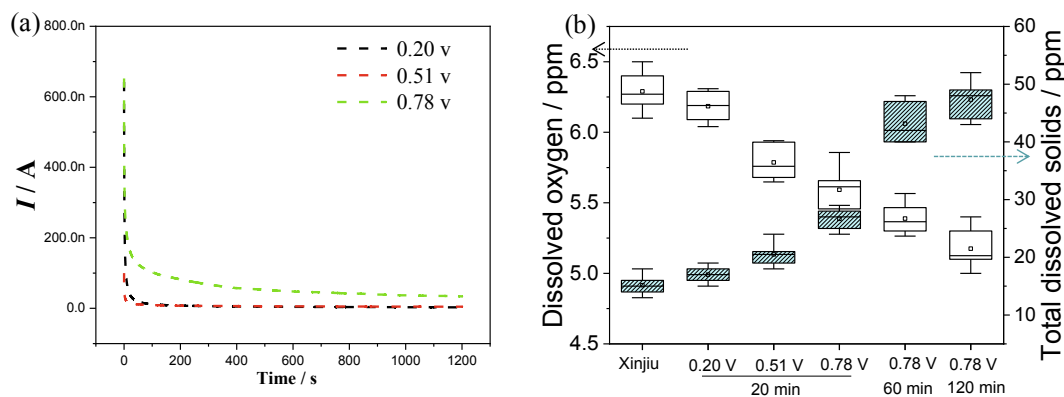 (a)
800.0n
600.0n
400.0n
200.0n
0.0
I / A
0
200
400
600
800
1000
1200
Time / s
0.20 v
0.51 v
0.78 v
(b)
Dissolved oxygen / ppm
6.5
6.0
5.5
5.0
4.5
60
50
40
30
20
10
Total dissolved solids / ppm
Xinjiu
0.20 V
0.51 V
0.78 V
0.78 V
0.78 V
20 min
60 min
120 min